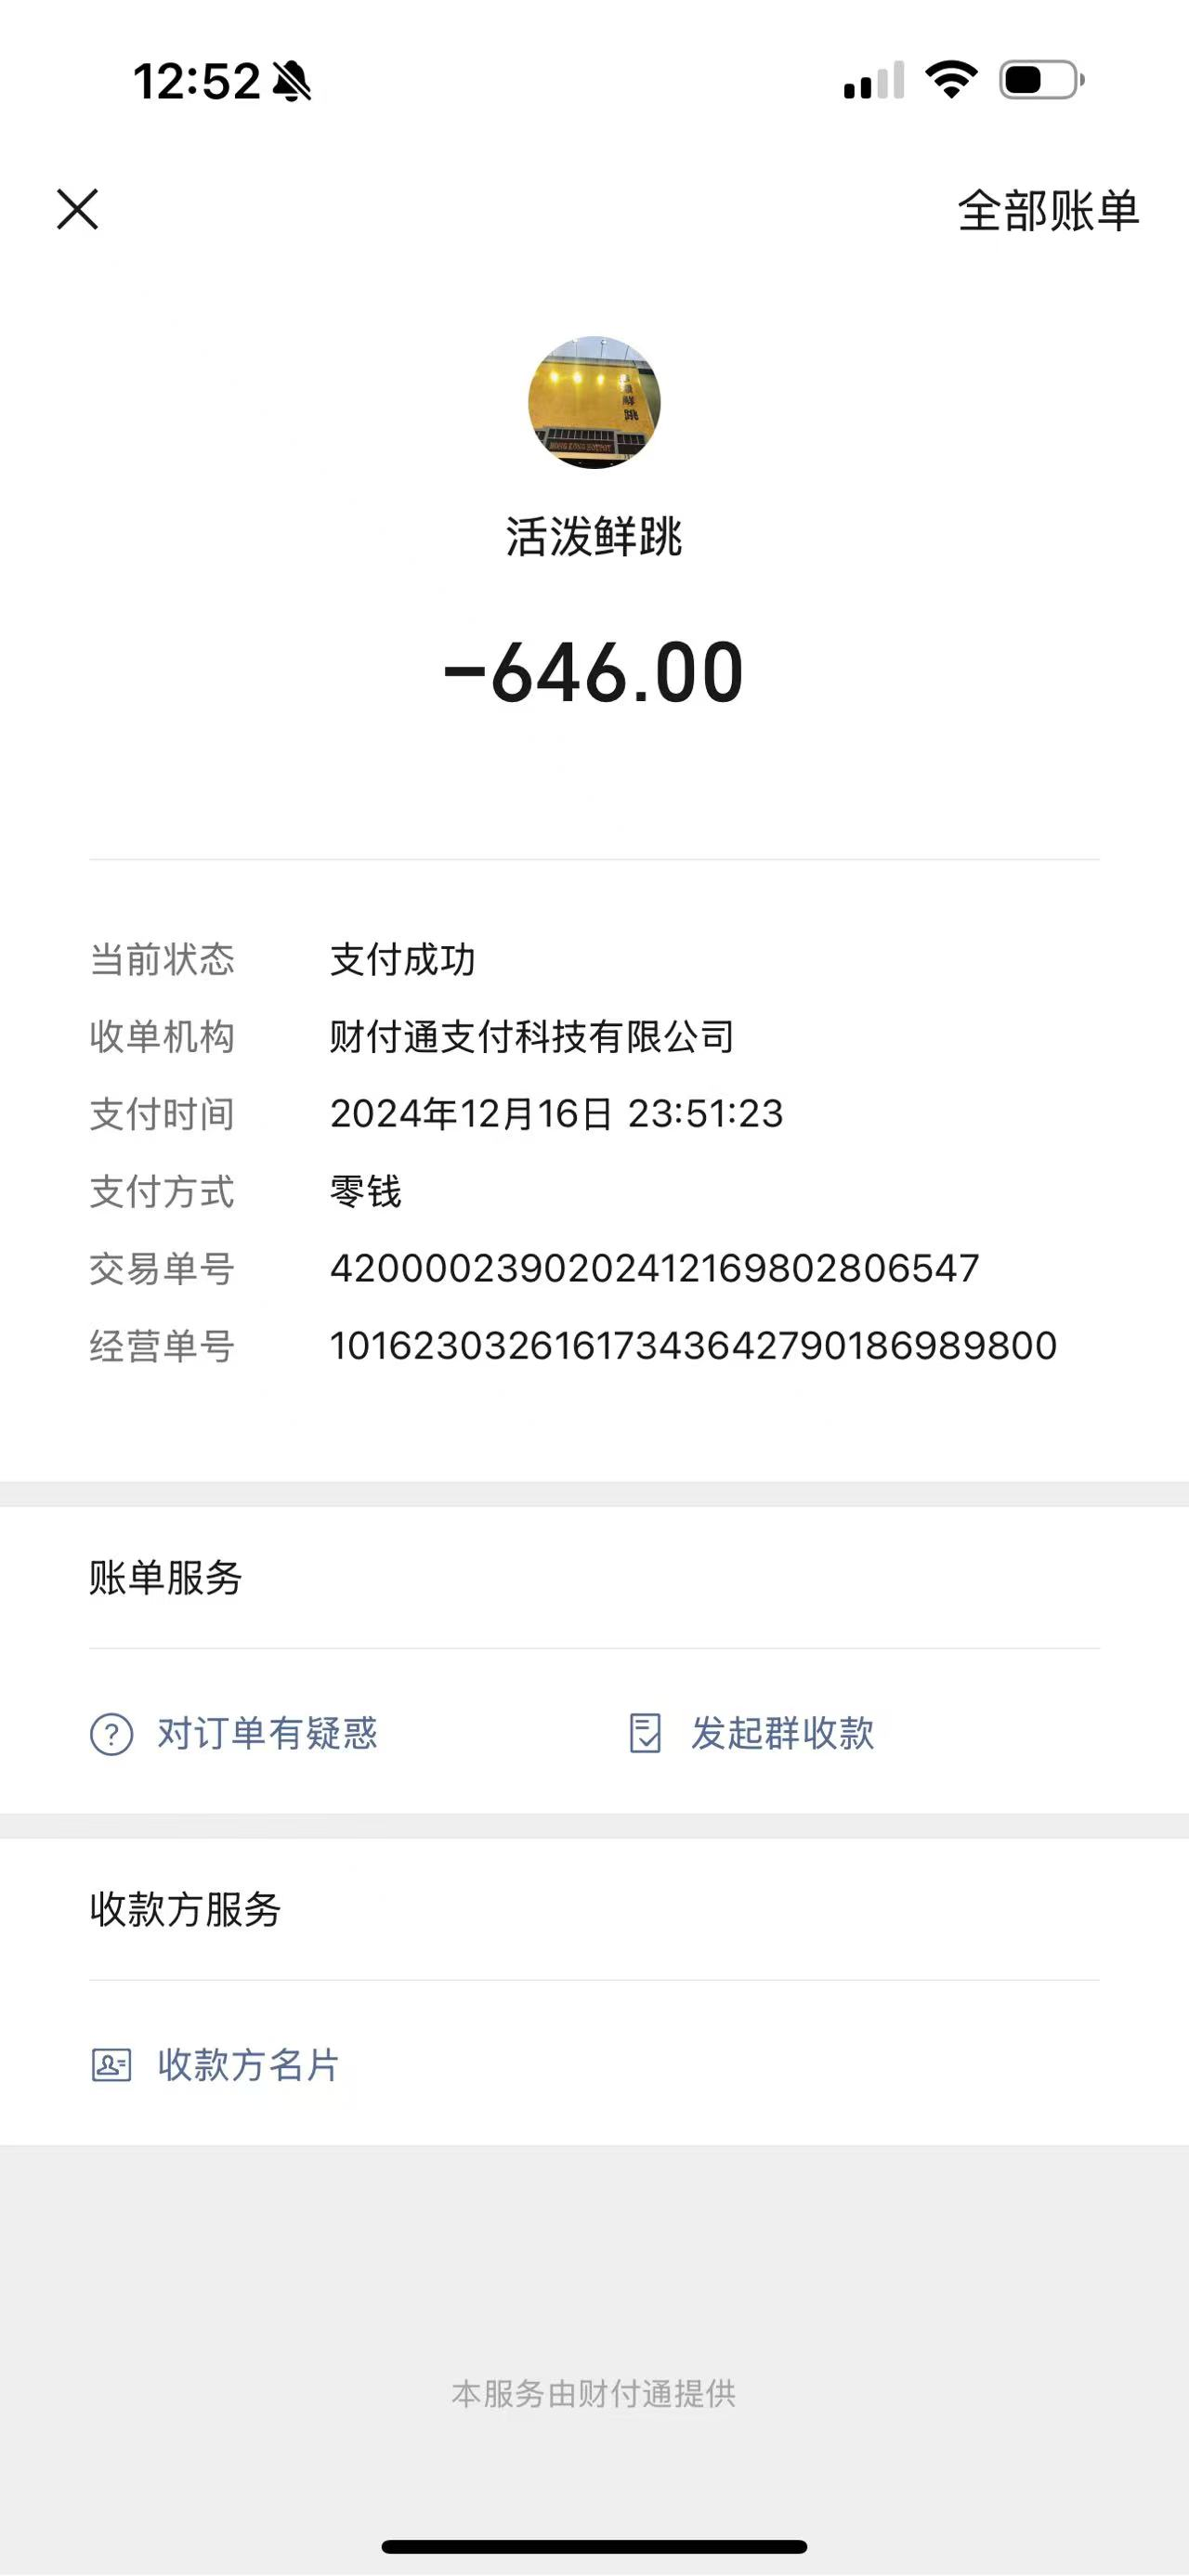 12:52
全部账单
活泼鲜跳
-646.00
当前状态 支付成功
收单机构 财付通支付科技有限公司
支付时间 2024年12月16日 23:51:23
支付方式 零钱
交易单号 4200002390202412169802806547
经营单号 1016230326161734364279018698​9800
账单服务
对订单有疑惑 发起群收款
收款方服务
收款方名片
本服务由财付通提供